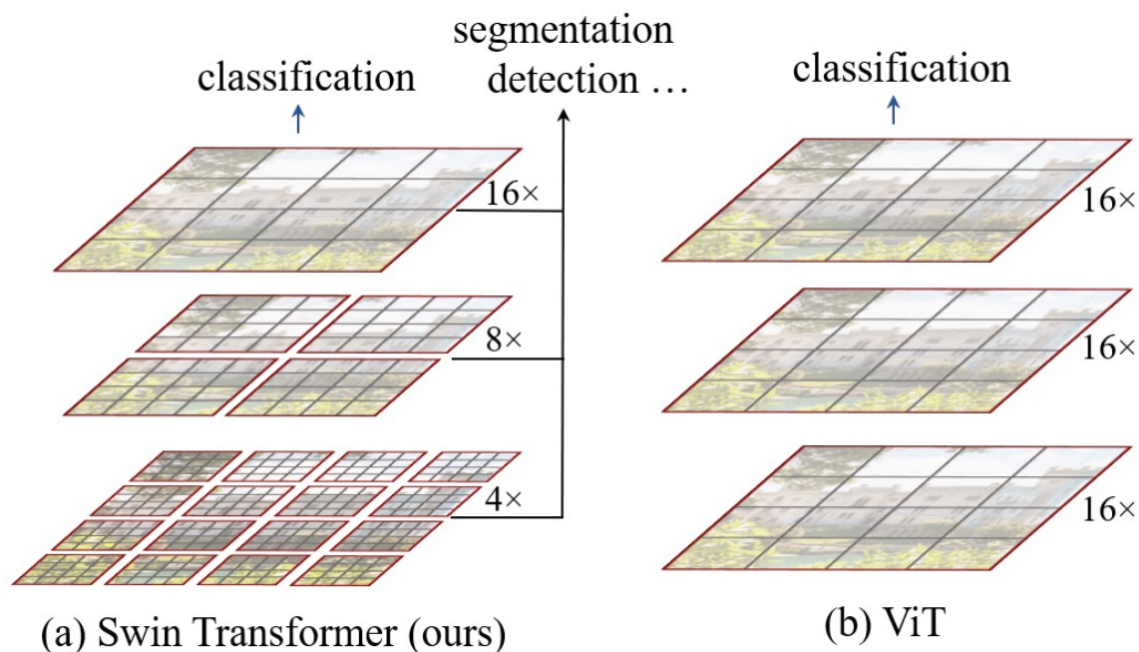 segmentation
detection …
classification
16×
8×
4×
(a) Swin Transformer (ours)
classification
16×
16×
16×
(b) ViT